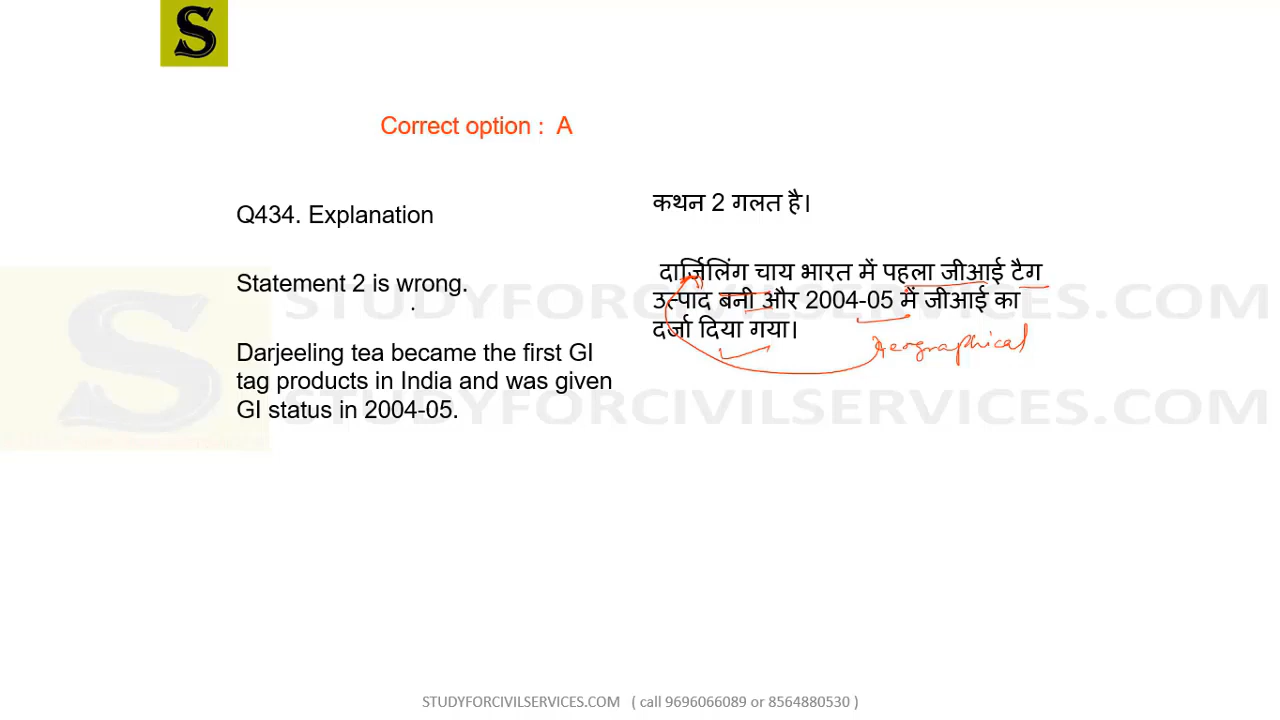 S
Correct option : A
Q434. Explanation
Statement 2 is wrong.
Darjeeling tea became the first GI
tag products in India and was given
GI status in 2004-05.
कथन 2 गलत है।
दार्जिलिंग चाय भारत में पहला जीआई टैग
उत्पाद बनी और 2004-05 में जीआई का
दर्जा दिया गया।
Geographical
STUDYFORCIVILSERVICES.COM
STUDYFORCIVILSERVICES.COM
STUDYFORCIVILSERVICES.COM ( call 9696066089 or 8564880530 )